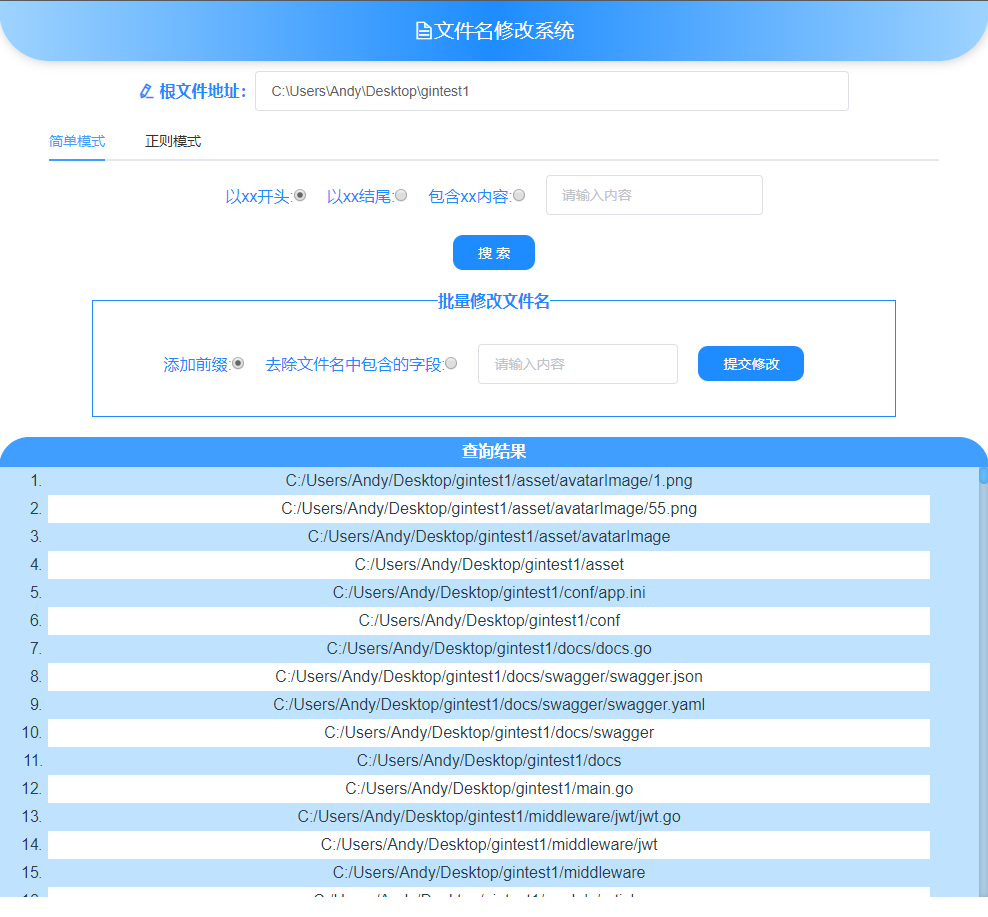 文件名修改系统
根文件地址： C:\Users\Andy\Desktop\gintest1
简单模式 正则模式
以xx开头: 以xx结尾: 包含xx内容: 请输入内容
搜 索
批量修改文件名
添加前缀: 去除文件名中包含的字段: 请输入内容 提交修改
查询结果
1. C:/Users/Andy/Desktop/gintest1/asset/avatarImage/1.png
2. C:/Users/Andy/Desktop/gintest1/asset/avatarImage/55.png
3. C:/Users/Andy/Desktop/gintest1/asset/avatarImage
4. C:/Users/Andy/Desktop/gintest1/asset
5. C:/Users/Andy/Desktop/gintest1/conf/app.ini
6. C:/Users/Andy/Desktop/gintest1/conf
7. C:/Users/Andy/Desktop/gintest1/docs/docs.go
8. C:/Users/Andy/Desktop/gintest1/docs/swagger/swagger.json
9. C:/Users/Andy/Desktop/gintest1/docs/swagger/swagger.yaml
10. C:/Users/Andy/Desktop/gintest1/docs/swagger
11. C:/Users/Andy/Desktop/gintest1/docs
12. C:/Users/Andy/Desktop/gintest1/main.go
13. C:/Users/Andy/Desktop/gintest1/middleware/jwt/jwt.go
14. C:/Users/Andy/Desktop/gintest1/middleware/jwt
15. C:/Users/Andy/Desktop/gintest1/middleware